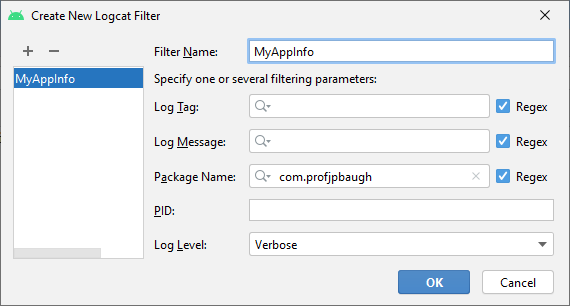 Create New Logcat Filter
MyAppInfo
Filter Name: MyAppInfo
Specify one or several filtering parameters:
Log Tag: Regex
Log Message: Regex
Package Name: com.profjpbaugh Regex
PID:
Log Level: Verbose
OK Cancel